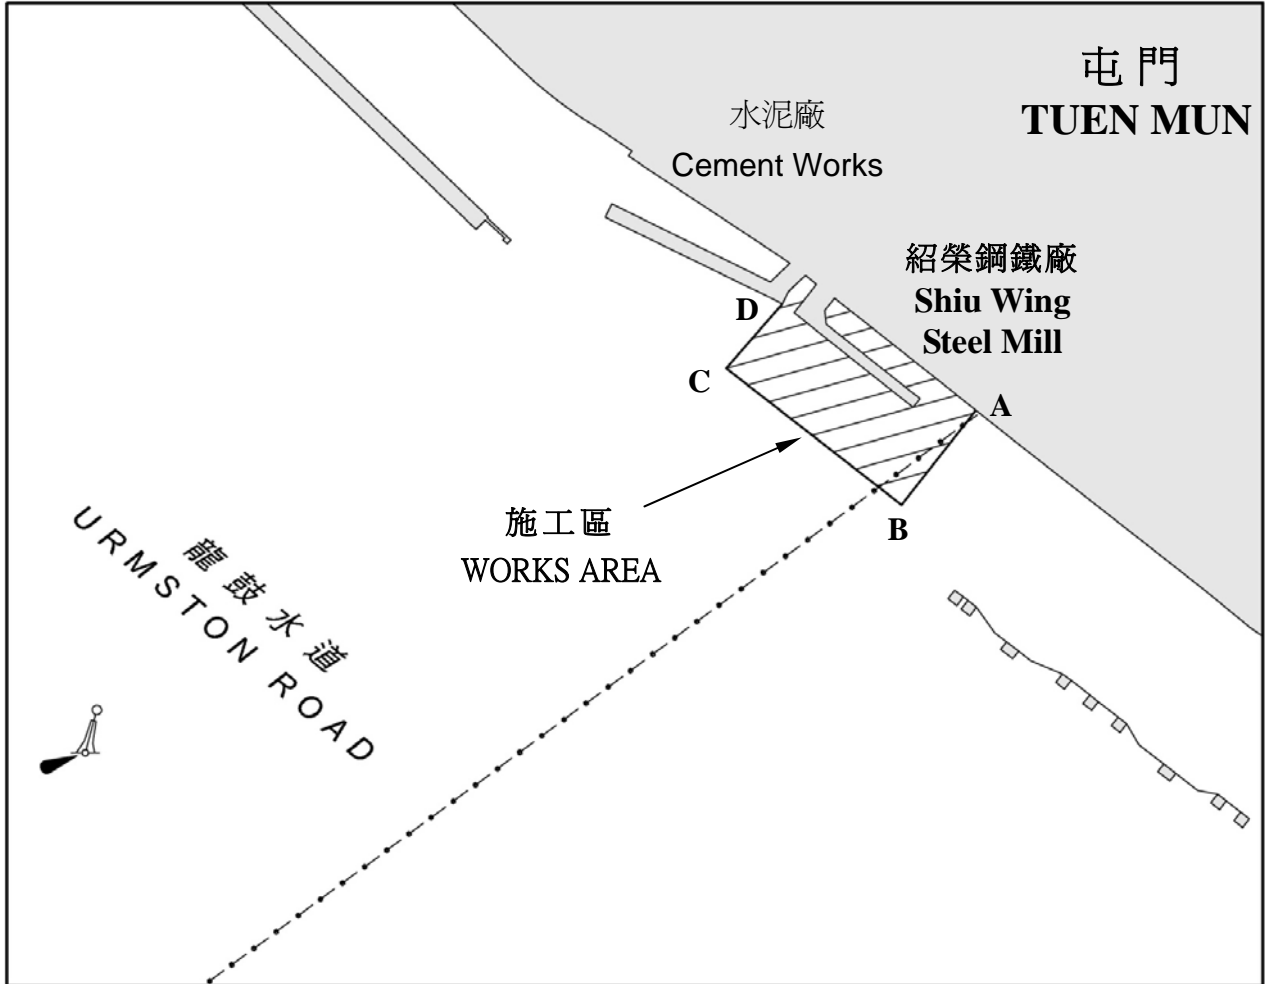 屯門
TUEN MUN
水泥廠
Cement Works
紹榮鋼鐵廠
Shiu Wing
Steel Mill
D
C
A
B
施工區
WORKS AREA
龍鼓水道
URMSTON ROAD